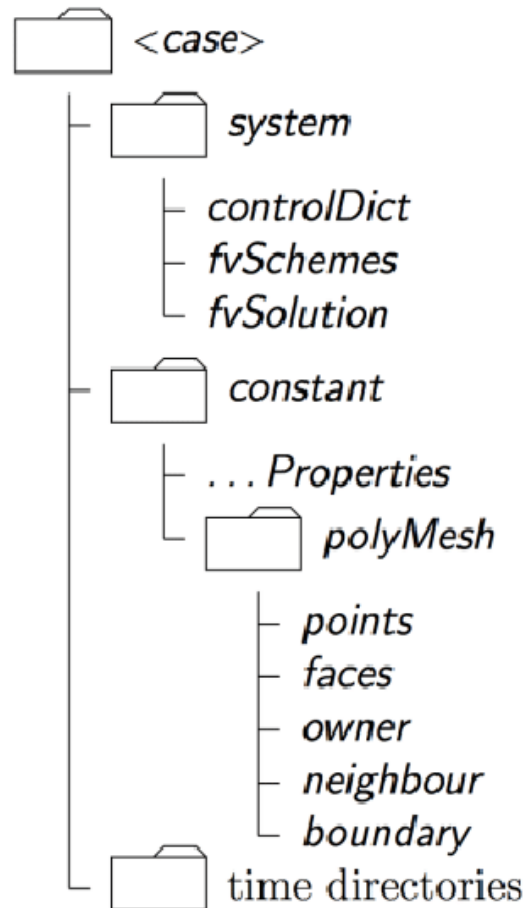 <case>
system
controlDict
fvSchemes
fvSolution
constant
...Properties
polyMesh
points
faces
owner
neighbour
boundary
time directories